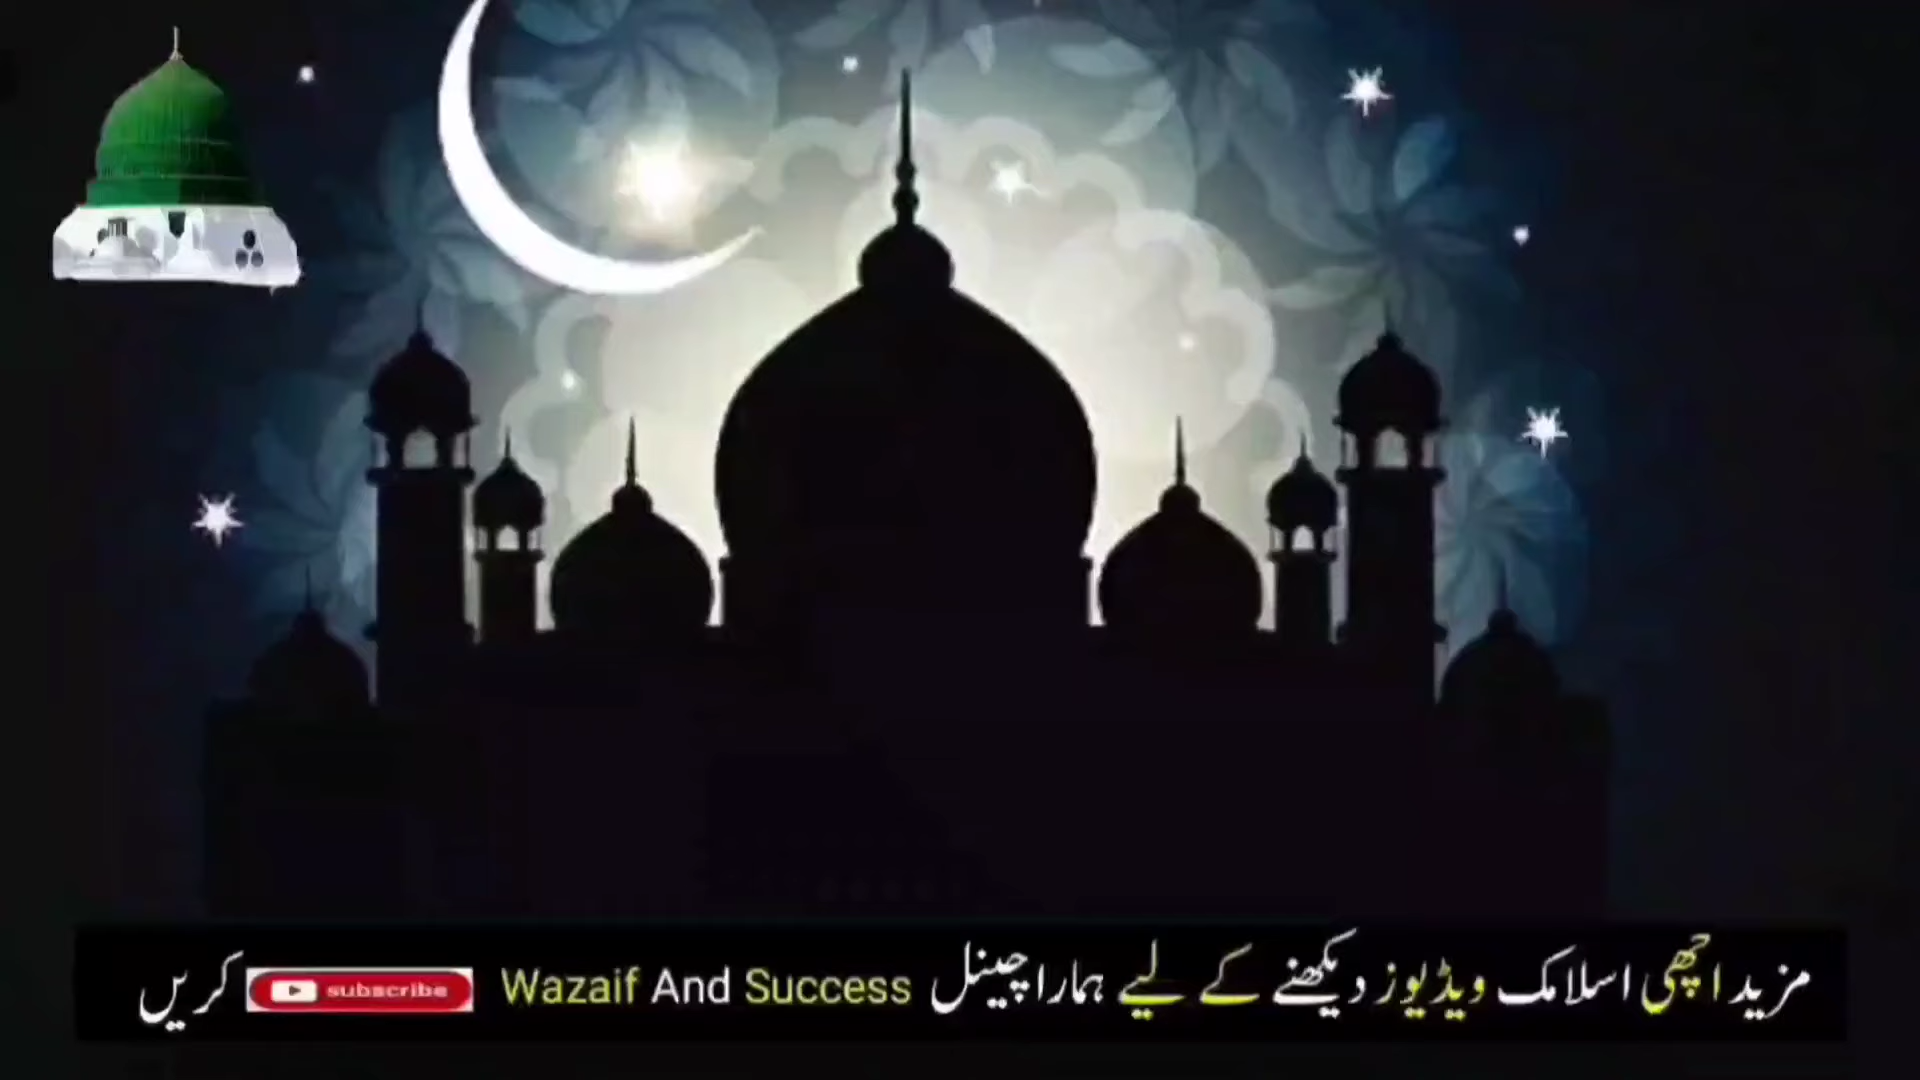 مزید اچھی اسلامک ویڈیوز دیکھنے کے لیے ہمارا چینل Wazaif And Success subscribe کریں